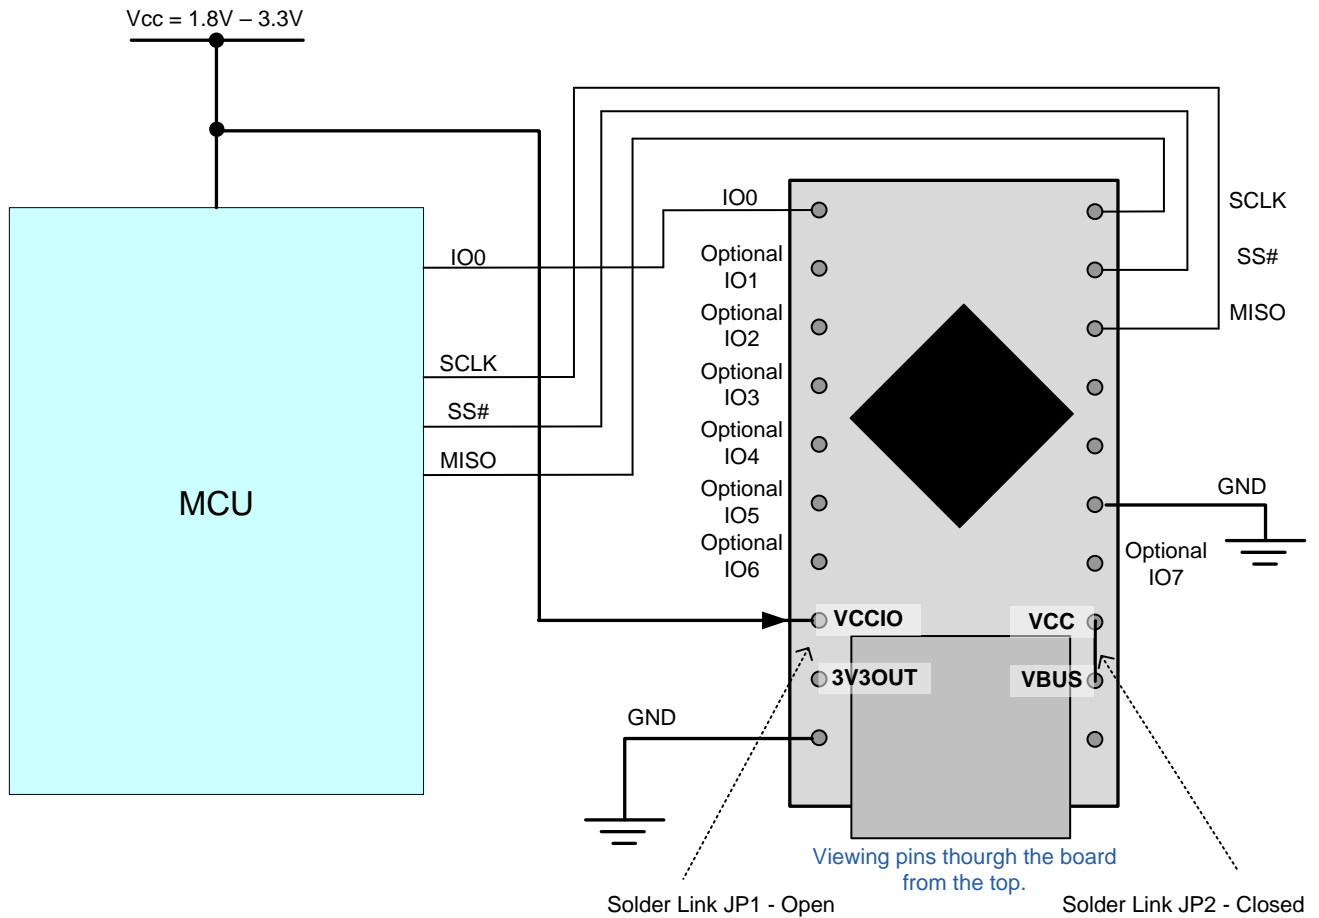 Vcc = 1.8V – 3.3V
IO0
SCLK
IO0
Optional
IO1
SS#
Optional
IO2
MISO
SCLK
Optional
IO3
SS#
Optional
IO4
MISO
MCU
Optional
IO5
GND
Optional
IO6
Optional
IO7
VCCIO
VCC
3V3OUT
VBUS
GND
Viewing pins thourgh the board
from the top.
Solder Link JP1 - Open
Solder Link JP2 - Closed